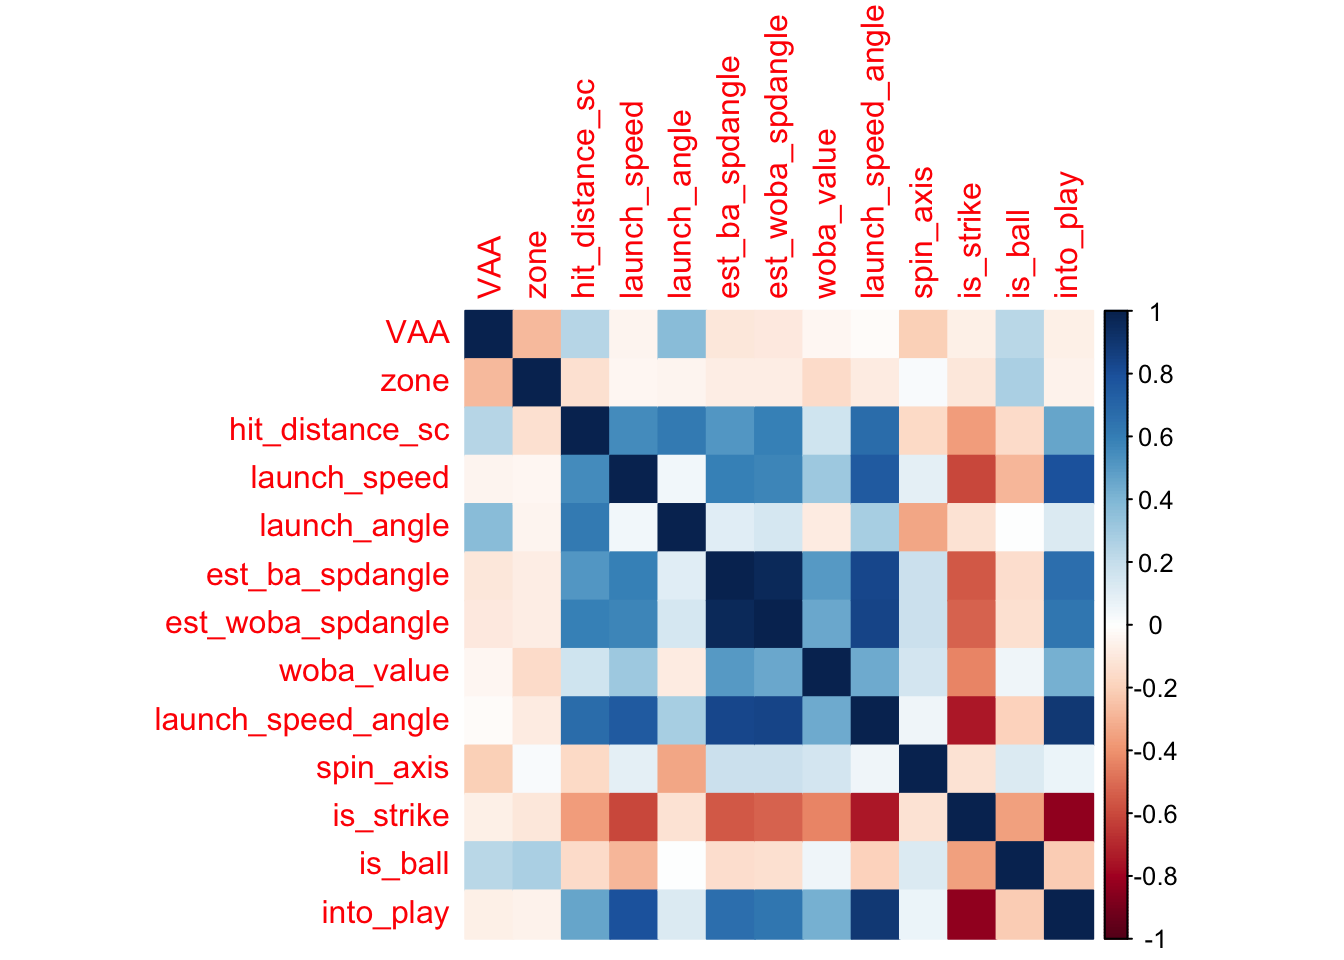 VAA
zone
hit_distance_sc
launch_speed
launch_angle
est_ba_spdangle
est_woba_spdangle
woba_value
launch_speed_angle
spin_axis
is_strike
is_ball
into_play
VAA
zone
hit_distance_sc
launch_speed
launch_angle
est_ba_spdangle
est_woba_spdangle
woba_value
launch_speed_angle
spin_axis
is_strike
is_ball
into_play
1
0.8
0.6
0.4
0.2
0
-0.2
-0.4
-0.6
-0.8
-1